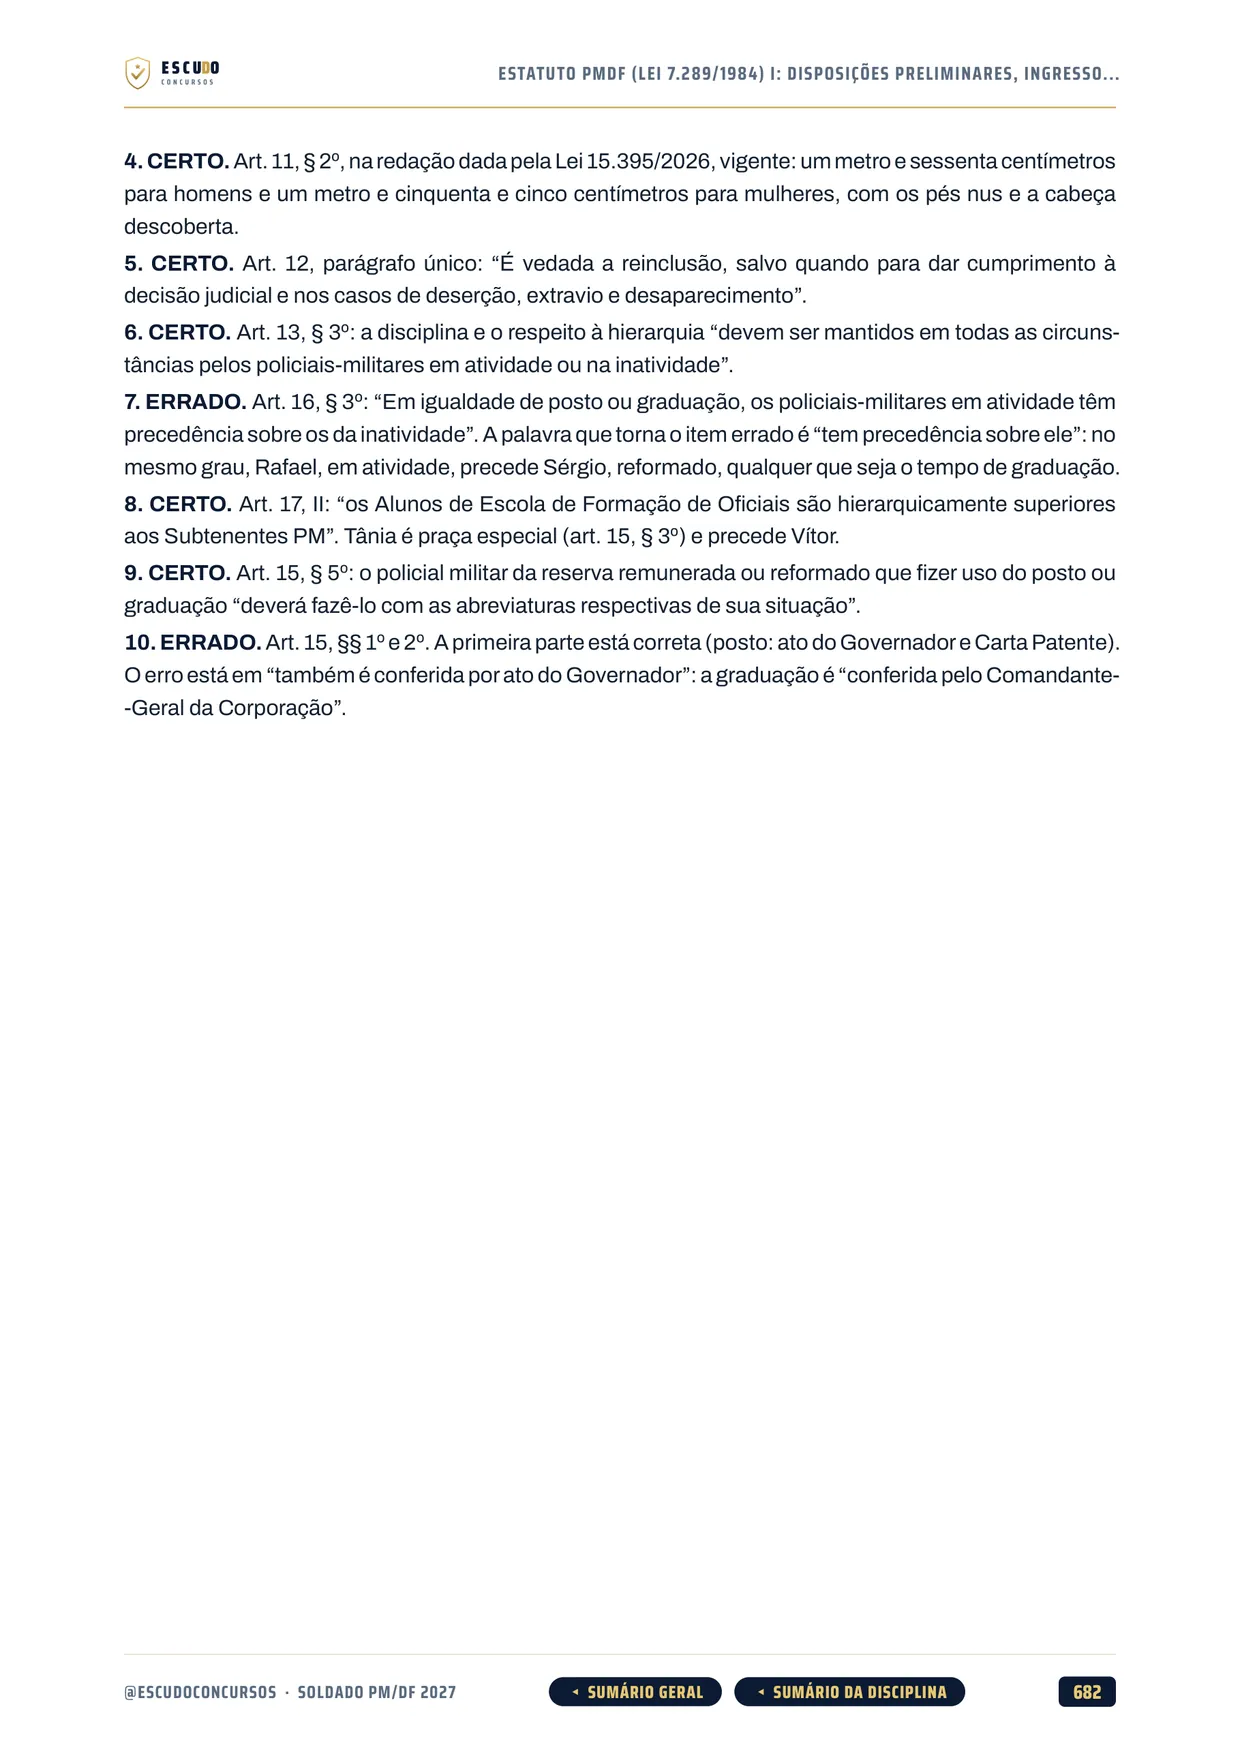 ESCUDO
CONCURSOS
ESTATUTO PMDF (LEI 7.289/1984) I: DISPOSIÇÕES PRELIMINARES, INGRESSO...
4. CERTO. Art. 11, § 2º, na redação dada pela Lei 15.395/2026, vigente: um metro e sessenta centímetros
para homens e um metro e cinquenta e cinco centímetros para mulheres, com os pés nus e a cabeça
descoberta.
5. CERTO. Art. 12, parágrafo único: “É vedada a reinclusão, salvo quando para dar cumprimento à
decisão judicial e nos casos de deserção, extravio e desaparecimento”.
6. CERTO. Art. 13, § 3º: a disciplina e o respeito à hierarquia “devem ser mantidos em todas as circuns-
tâncias pelos policiais-militares em atividade ou na inatividade”.
7. ERRADO. Art. 16, § 3º: “Em igualdade de posto ou graduação, os policiais-militares em atividade têm
precedência sobre os da inatividade”. A palavra que torna o item errado é “tem precedência sobre ele”: no
mesmo grau, Rafael, em atividade, precede Sérgio, reformado, qualquer que seja o tempo de graduação.
8. CERTO. Art. 17, II: “os Alunos de Escola de Formação de Oficiais são hierarquicamente superiores
aos Subtenentes PM”. Tânia é praça especial (art. 15, § 3º) e precede Vítor.
9. CERTO. Art. 15, § 5º: o policial militar da reserva remunerada ou reformado que fizer uso do posto ou
graduação “deverá fazê-lo com as abreviaturas respectivas de sua situação”.
10. ERRADO. Art. 15, §§ 1º e 2º. A primeira parte está correta (posto: ato do Governador e Carta Patente).
O erro está em “também é conferida por ato do Governador”: a graduação é “conferida pelo Comandante-
-Geral da Corporação”.
@ESCUDOCONCURSOS · SOLDADO PM/DF 2027
SUMÁRIO GERAL
SUMÁRIO DA DISCIPLINA
682